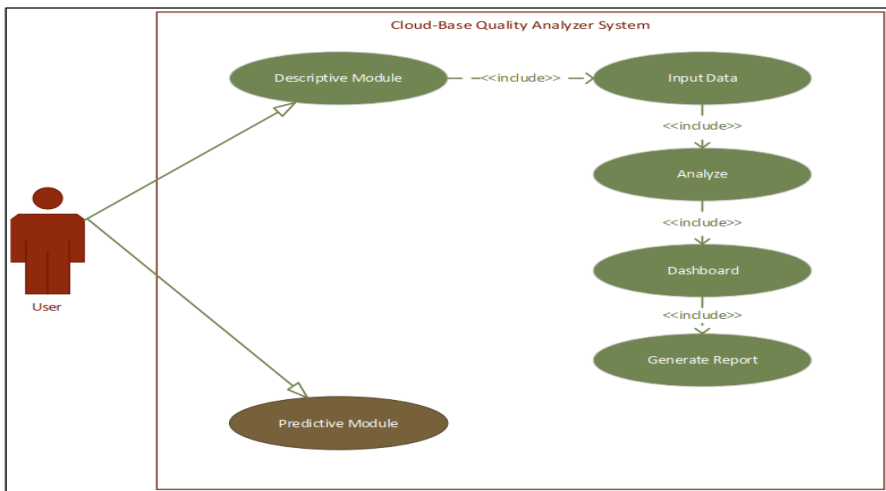 Cloud-Base Quality Analyzer System
Descriptive Module
<<include>>
Input Data
<<include>>
Analyze
<<include>>
Dashboard
<<include>>
Generate Report
User
Predictive Module